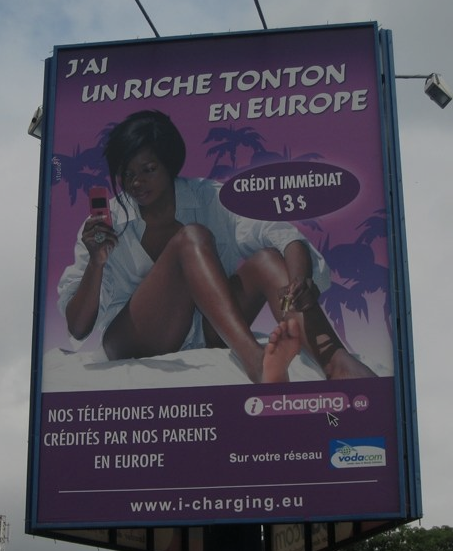 J'AI
UN RICHE TONTON
EN EUROPE
CRÉDIT IMMÉDIAT
13 $
i-charging.eu
NOS TÉLÉPHONES MOBILES
CRÉDITÉS PAR NOS PARENTS
EN EUROPE
Sur votre réseau
vodacom
www.i-charging.eu